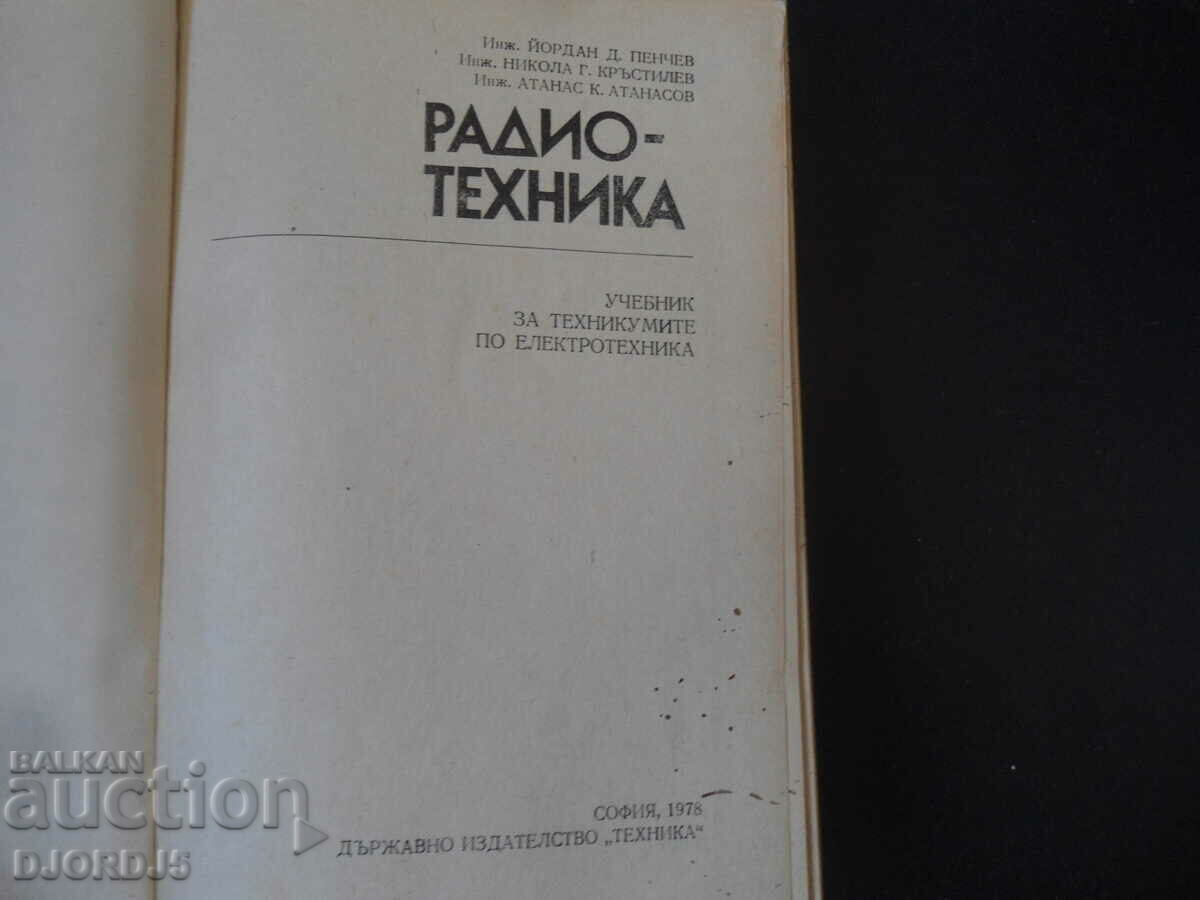 Инж. ЙОРДАН Д. ПЕНЧЕВ
Инж. НИКОЛА Г. КРЪСТИЛЕВ
Инж. АТАНАС К. АТАНАСОВ
РАДИО-
ТЕХНИКА
УЧЕБНИК
ЗА ТЕХНИКУМИТЕ
ПО ЕЛЕКТРОТЕХНИКА
СОФИЯ, 1978
ДЪРЖАВНО ИЗДАТЕЛСТВО „ТЕХНИКА“
BALKAN
auction
DJORDJ5